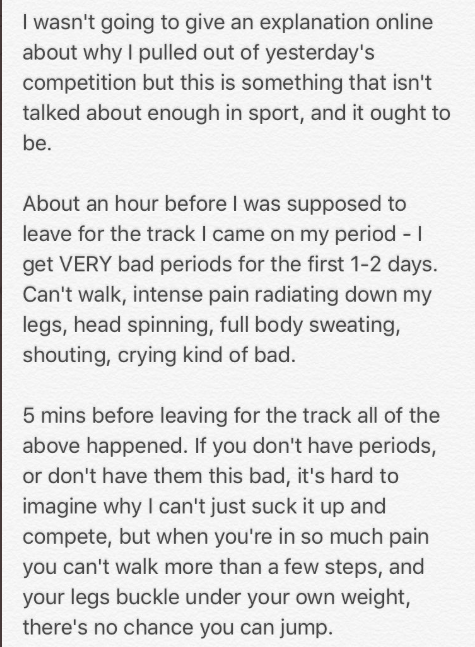 I wasn't going to give an explanation online
about why I pulled out of yesterday's
competition but this is something that isn't
talked about enough in sport, and it ought to
be.
About an hour before I was supposed to
leave for the track I came on my period - I
get VERY bad periods for the first 1-2 days.
Can't walk, intense pain radiating down my
legs, head spinning, full body sweating,
shouting, crying kind of bad.
5 mins before leaving for the track all of the
above happened. If you don't have periods,
or don't have them this bad, it's hard to
imagine why I can't just suck it up and
compete, but when you're in so much pain
you can't walk more than a few steps, and
your legs buckle under your own weight,
there's no chance you can jump.